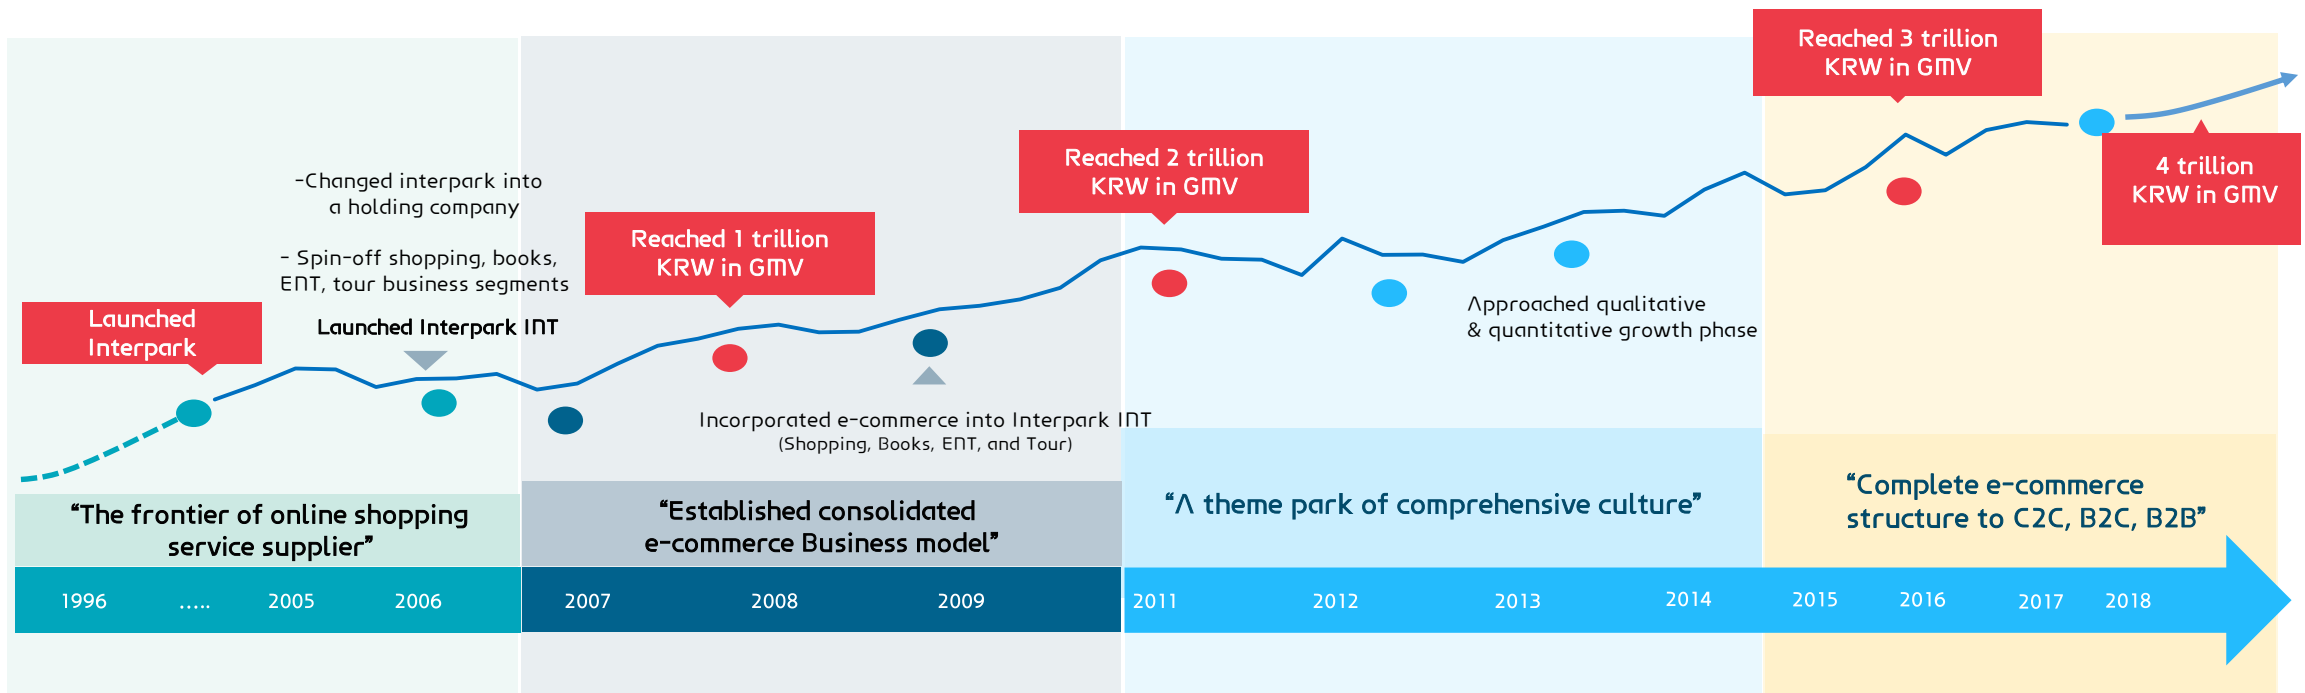 Launched
Interpark
-Changed interpark into
a holding company
- Spin-off shopping, books,
ENT, tour business segments
Launched Interpark INT
Reached 1 trillion
KRW in GMV
Incorporated e-commerce into Interpark INT
(Shopping, Books, ENT, and Tour)
Reached 2 trillion
KRW in GMV
Approached qualitative
& quantitative growth phase
Reached 3 trillion
KRW in GMV
4 trillion
KRW in GMV
“The frontier of online shopping
service supplier”
“Established consolidated
e-commerce Business model”
“A theme park of comprehensive culture”
“Complete e-commerce
structure to C2C, B2C, B2B”
1996 ..... 2005 2006 2007 2008 2009 2011 2012 2013 2014 2015 2016 2017 2018